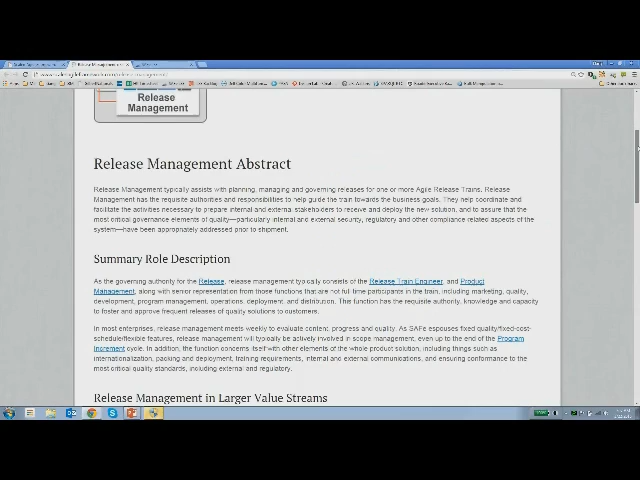 Release
Management
Release Management Abstract
Release Management typically assists with planning, managing and governing releases for one or more Agile Release Trains. Release
Management has the requisite authority and responsibilities to help guide the train towards the business goals. They help coordinate and
facilitate the activities necessary to prepare internal and external stakeholders to receive and deploy the new solution, and to assure that the
most critical governance elements of quality—particularly internal and external security, regulatory and other compliance related aspects of the
system—have been appropriately addressed prior to shipment.
Summary Role Description
As the governing authority for the Release, release management typically consists of the Release Train Engineer, and Product
Management, along with senior representation from those functions that are not full time participants in the train, including marketing, quality,
development, program management, operations, deployment, and distribution. This function has the requisite authority, knowledge and capacity
to foster and approve frequent releases of quality solutions to customers.
In most enterprises, release management meets weekly to evaluate content, progress and quality. As SAFe espouses fixed quality/fixed-cost-
schedule/flexible features, release management will typically be actively involved in scope management, even up to the end of the Program
Increment cycle. In addition, the function concerns itself with other elements of the whole product solution, including things such as
internationalization, packing and deployment, training requirements, internal and external communications, and ensuring conformance to the
most critical quality standards, including external and regulatory.
Release Management in Larger Value Streams